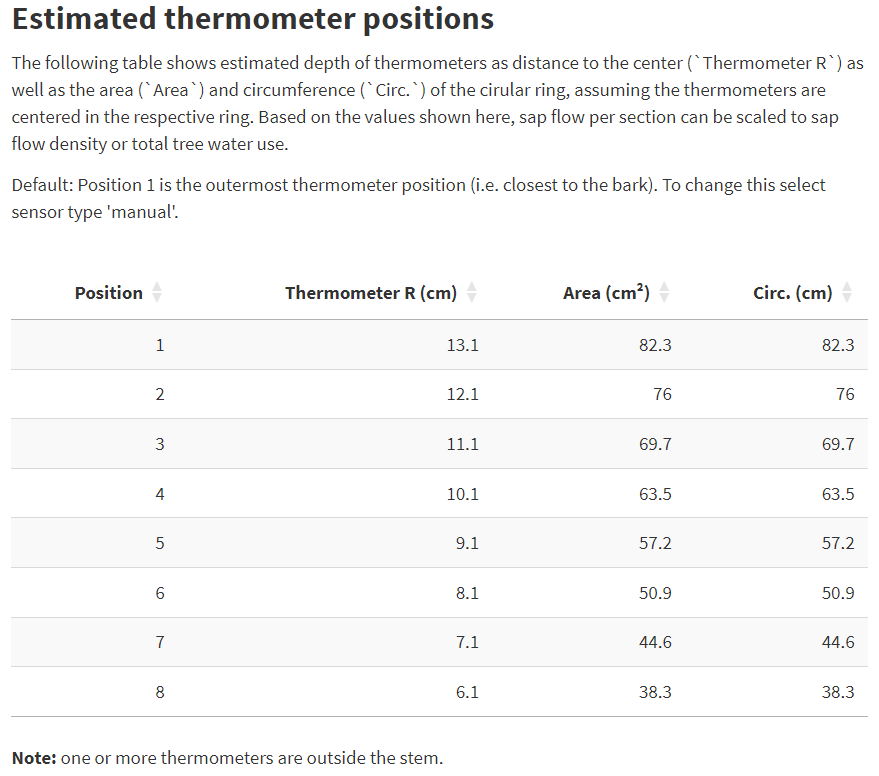 Estimated thermometer positions
The following table shows estimated depth of thermometers as distance to the center (`Thermometer R`) as
well as the area (`Area`) and circumference (`Circ.`) of the cirular ring, assuming the thermometers are
centered in the respective ring. Based on the values shown here, sap flow per section can be scaled to sap
flow density or total tree water use.
Default: Position 1 is the outermost thermometer position (i.e. closest to the bark). To change this select
sensor type 'manual'.
Position Thermometer R (cm) Area (cm²) Circ. (cm)
1 13.1 82.3 82.3
2 12.1 76 76
3 11.1 69.7 69.7
4 10.1 63.5 63.5
5 9.1 57.2 57.2
6 8.1 50.9 50.9
7 7.1 44.6 44.6
8 6.1 38.3 38.3
Note: one or more thermometers are outside the stem.